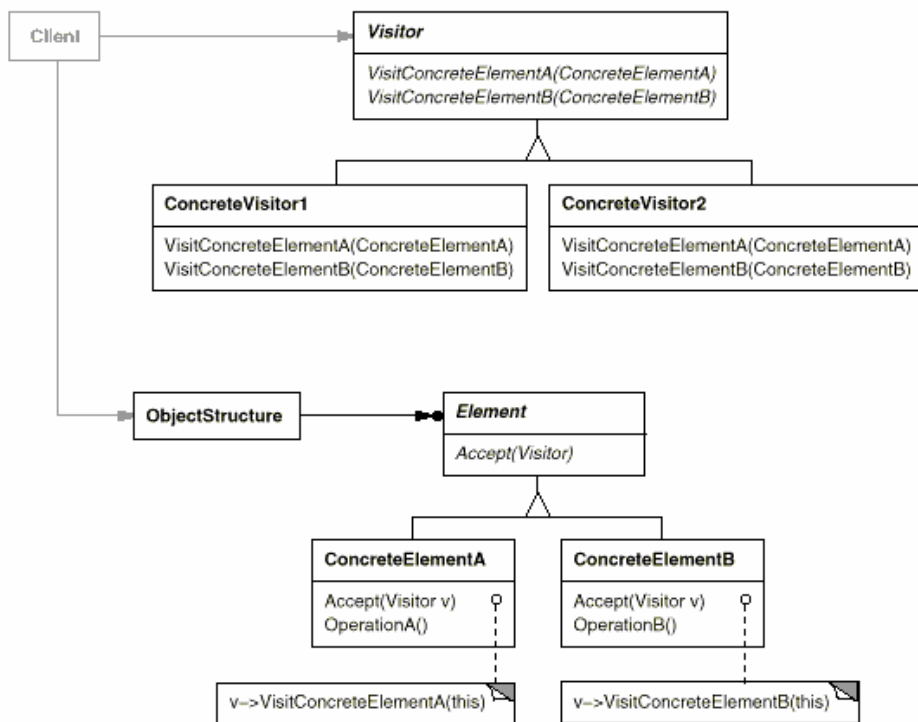 Client
Visitor
VisitConcreteElementA(ConcreteElementA)
VisitConcreteElementB(ConcreteElementB)
ConcreteVisitor1
VisitConcreteElementA(ConcreteElementA)
VisitConcreteElementB(ConcreteElementB)
ConcreteVisitor2
VisitConcreteElementA(ConcreteElementA)
VisitConcreteElementB(ConcreteElementB)
ObjectStructure
Element
Accept(Visitor)
ConcreteElementA
Accept(Visitor v)
OperationA()
ConcreteElementB
Accept(Visitor v)
OperationB()
v–>VisitConcreteElementA(this)
v–>VisitConcreteElementB(this)